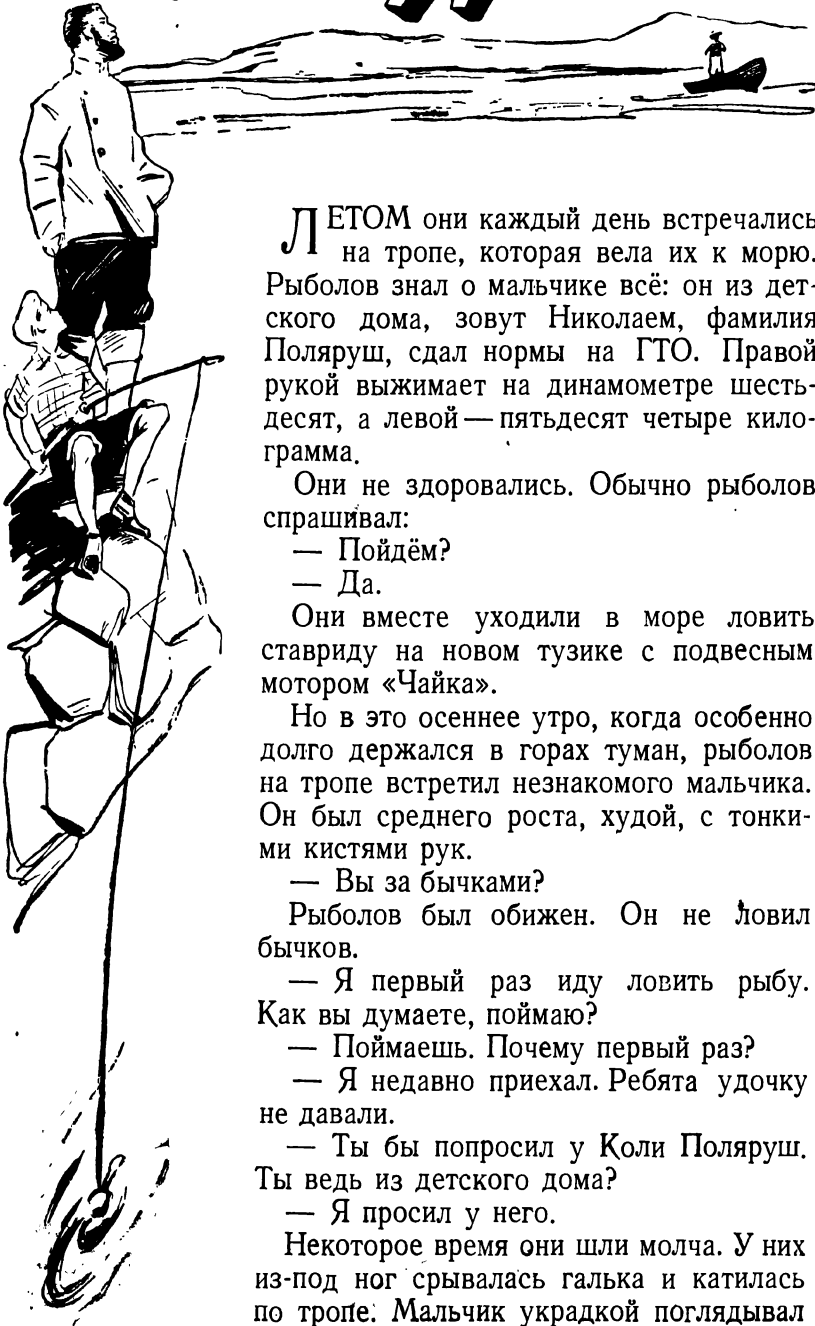 ЛЕТОМ они каждый день встречались
на тропе, которая вела их к морю.
Рыболов знал о мальчике всё: он из дет-
ского дома, зовут Николаем, фамилия
Поляруш, сдал нормы на ГТО. Правой
рукой выжимает на динамометре шесть-
десят, а левой — пятьдесят четыре кило-
грамма.
Они не здоровались. Обычно рыболов
спрашивал:
— Пойдём?
— Да.
Они вместе уходили в море ловить
ставриду на новом тузике с подвесным
мотором «Чайка».
Но в это осеннее утро, когда особенно
долго держался в горах туман, рыболов
на тропе встретил незнакомого мальчика.
Он был среднего роста, худой, с тонки-
ми кистями рук.
— Вы за бычками?
Рыболов был обижен. Он не ловил
бычков.
— Я первый раз иду ловить рыбу.
Как вы думаете, поймаю?
— Поймаешь. Почему первый раз?
— Я недавно приехал. Ребята удочку
не давали.
— Ты бы попросил у Коли Поляруш.
Ты ведь из детского дома?
— Я просил у него.
Некоторое время они шли молча. У них
из-под ног срывалась галька и катилась
по тропе. Мальчик украдкой поглядывал